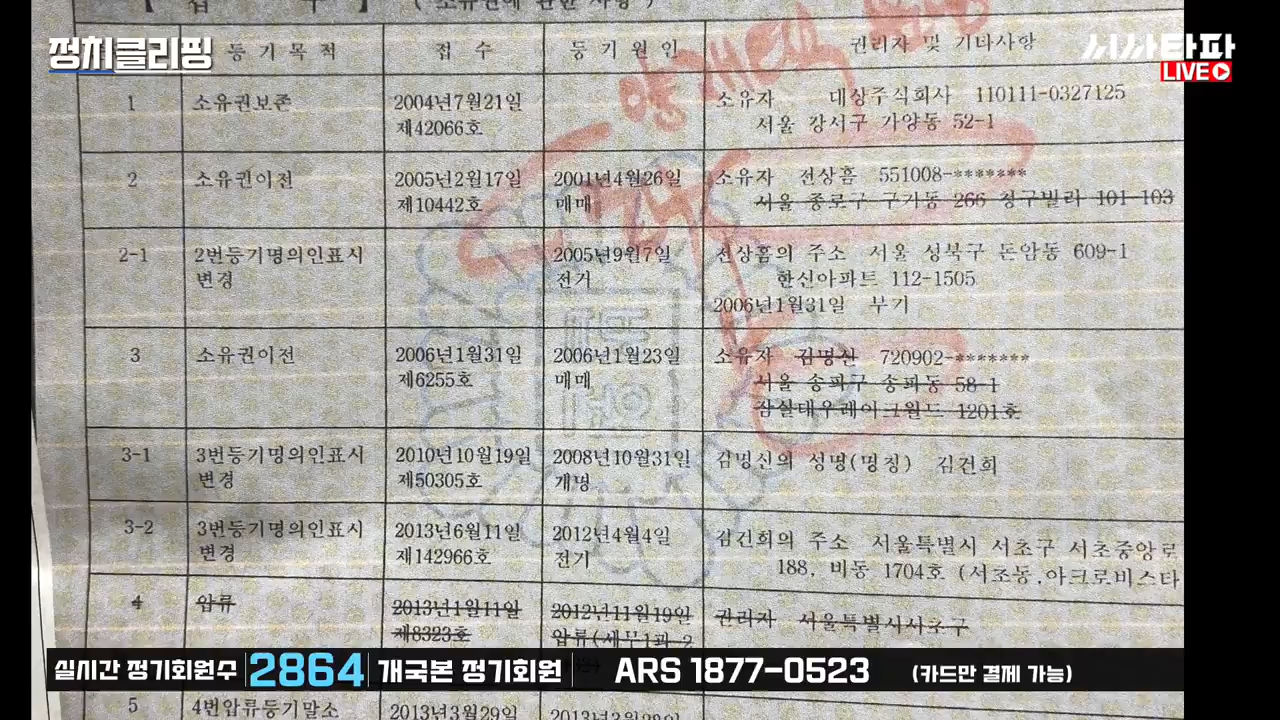 ( 소유권에 관한 사항 )
정치클리핑
씨싸타파
LIVE
등기목적 접수 등기원인 권리자 및 기타사항
1 소유권보존 2004년7월21일 소유자 대상주식회사 110111-0327125
제42066호 서울 강서구 가양동 52-1
2 소유권이전 2005년2월17일 2001년4월26일 소유자 전상흠 551008-*******
제10442호 매매 서울 종로구 구기동 266 청구빌라 101-103
2-1 2번등기명의인표시 2005년9월7일 전상흠의 주소 서울 성북구 돈암동 609-1
변경 전거 한신아파트 112-1505
2006년1월31일 부기
3 소유권이전 2006년1월31일 2006년1월23일 소유자 김명신 720902-*******
제6255호 매매 서울 송파구 송파동 58-1
잠실대우레이크월드 1201호
3-1 3번등기명의인표시 2010년10월19일 2008년10월31일 김명신의 성명(명칭) 김건희
변경 제50305호 개명
3-2 3번등기명의인표시 2013년6월11일 2012년4월4일 김건희의 주소 서울특별시 서초구 서초중앙로
변경 제142966호 전거 188, 비동 1704호 (서초동,아크로비스타
4 압류 2013년1월11일 2012년11월19일 권리자 서울특별시서초구
제8323호 압류(세무1과-2
실시간 정기회원수 2864 개국본 정기회원 ARS 1877-0523 (카드만 결제 가능)
5 4번압류등기말소 2013년3월29일